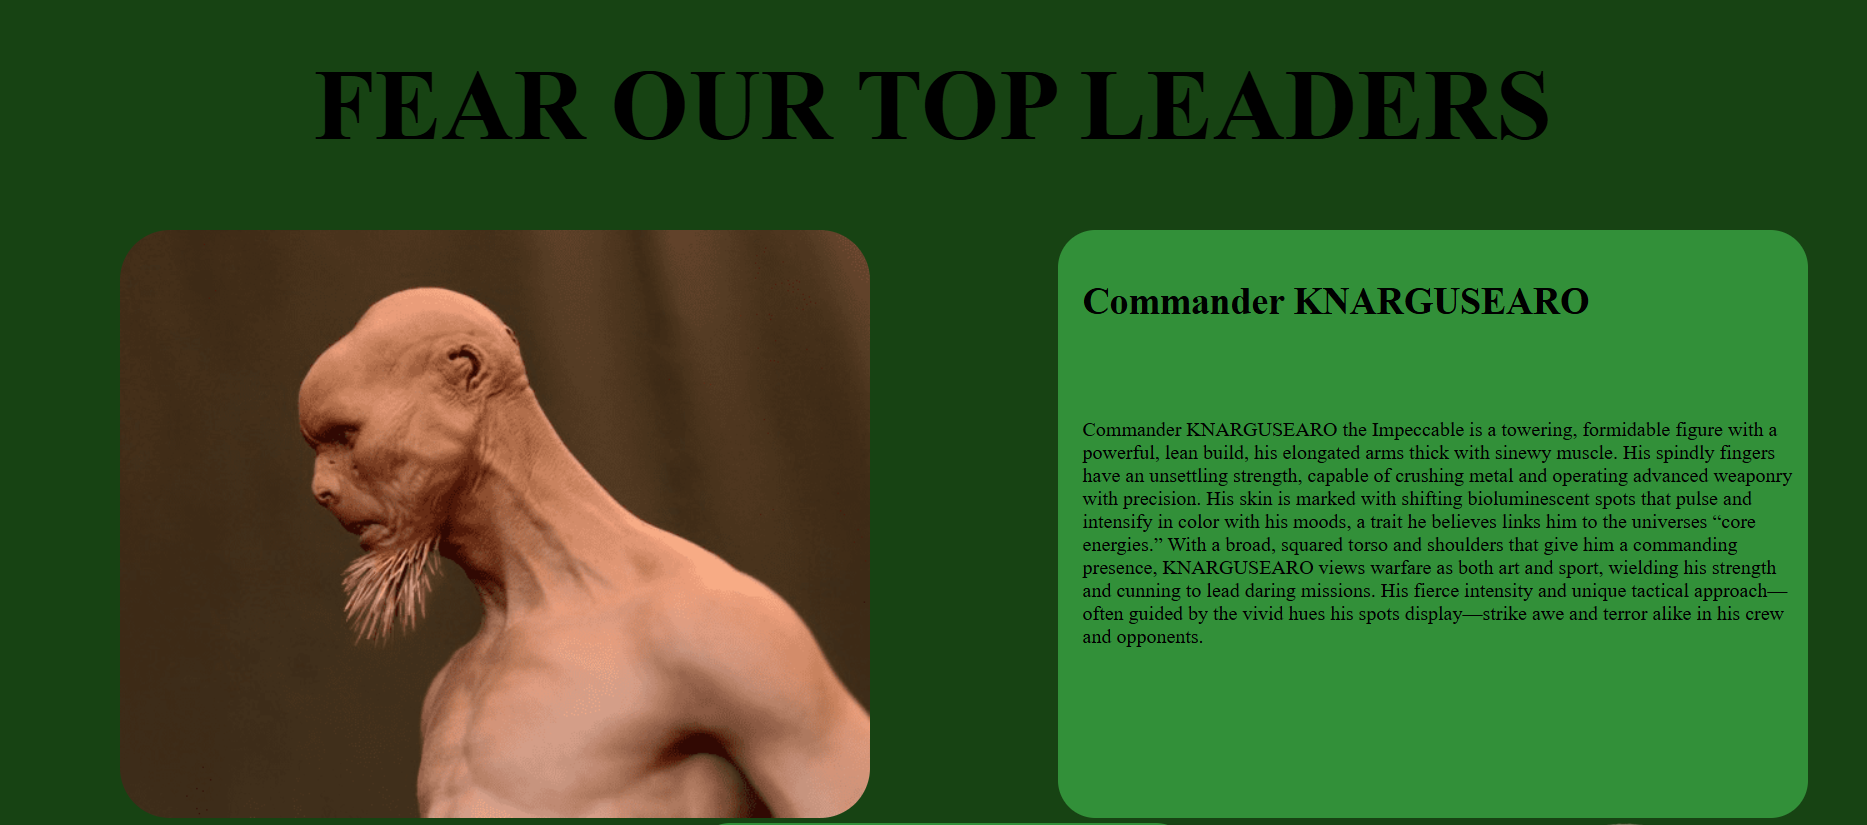 FEAR OUR TOP LEADERS
Commander KNARGUSEARO
Commander KNARGUSEARO the Impeccable is a towering, formidable figure with a
powerful, lean build, his elongated arms thick with sinewy muscle. His spindly fingers
have an unsettling strength, capable of crushing metal and operating advanced weaponry
with precision. His skin is marked with shifting bioluminescent spots that pulse and
intensify in color with his moods, a trait he believes links him to the universes “core
energies.” With a broad, squared torso and shoulders that give him a commanding
presence, KNARGUSEARO views warfare as both art and sport, wielding his strength
and cunning to lead daring missions. His fierce intensity and unique tactical approach—
often guided by the vivid hues his spots display—strike awe and terror alike in his crew
and opponents.